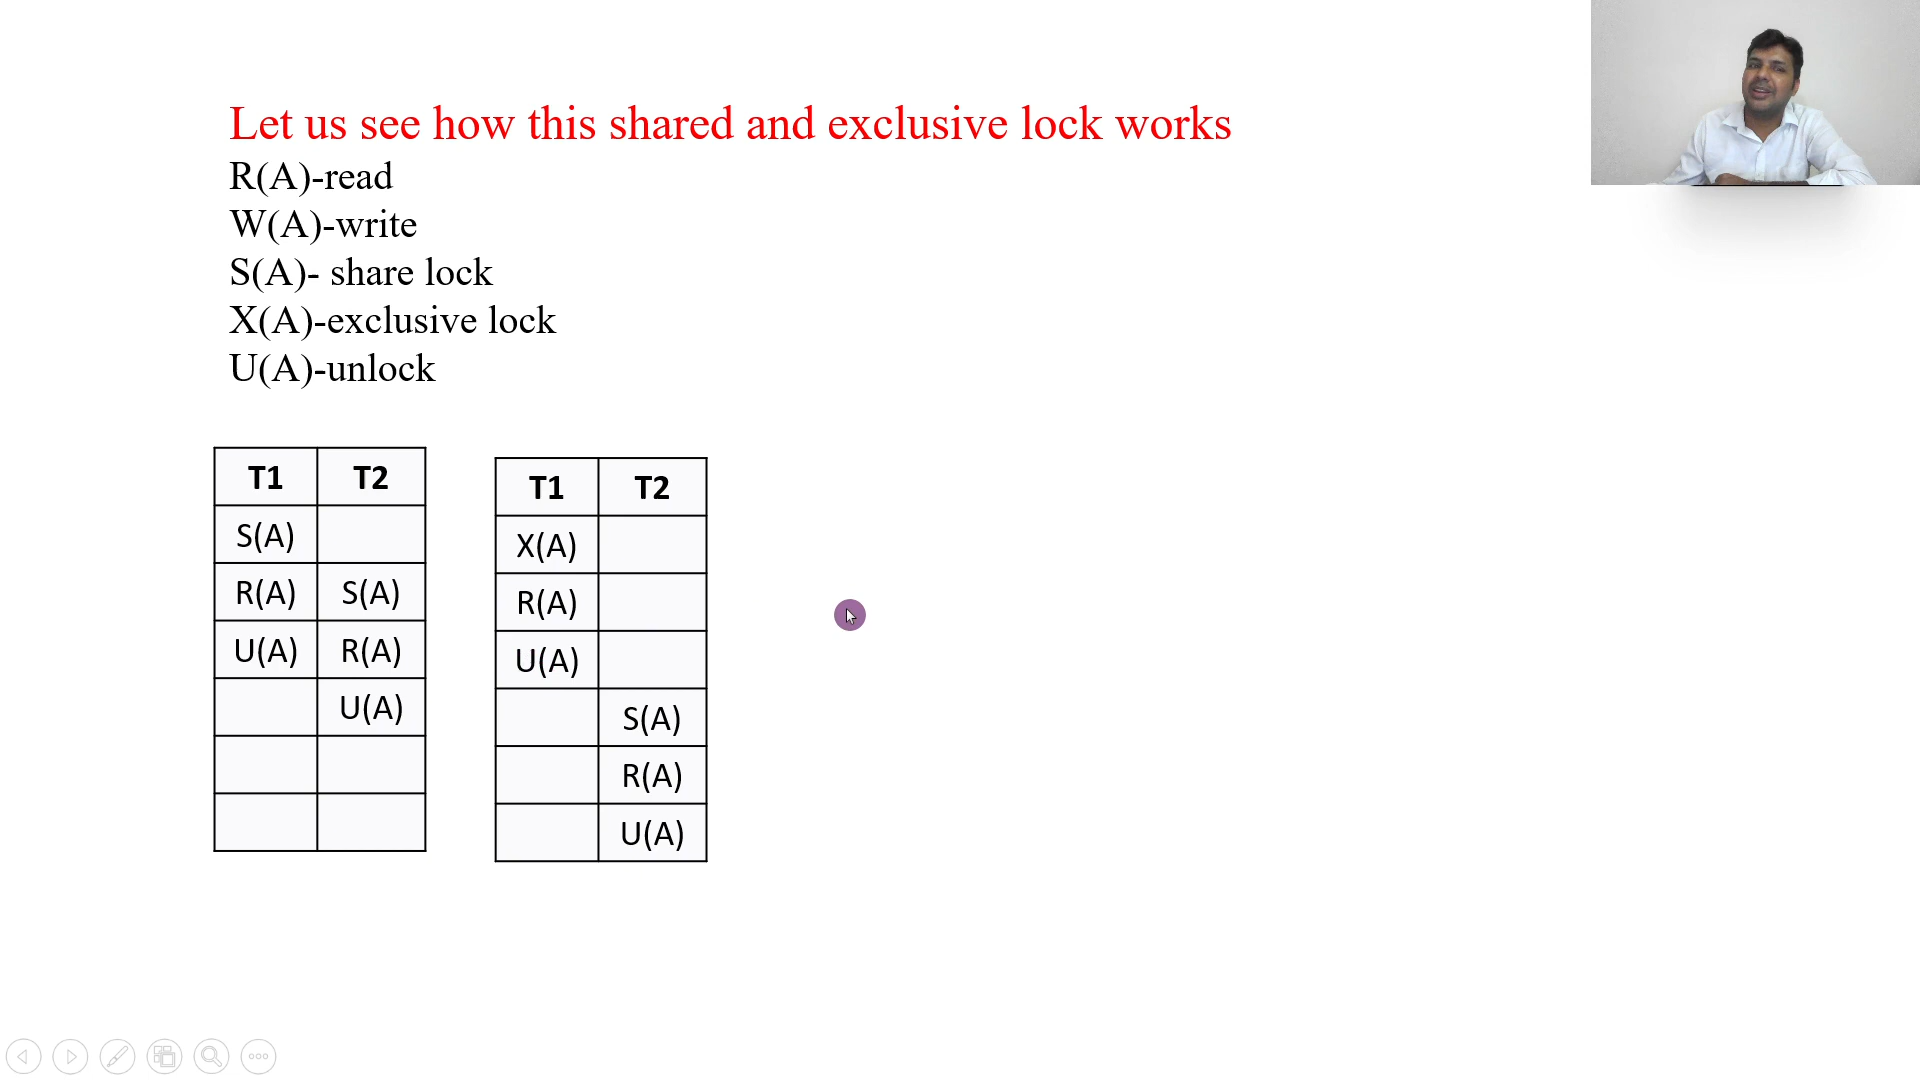 Let us see how this shared and exclusive lock works
R(A)-read
W(A)-write
S(A)- share lock
X(A)-exclusive lock
U(A)-unlock
T1 T2
S(A)
R(A) S(A)
U(A) R(A)
U(A)
T1 T2
X(A)
R(A)
U(A)
S(A)
R(A)
U(A)